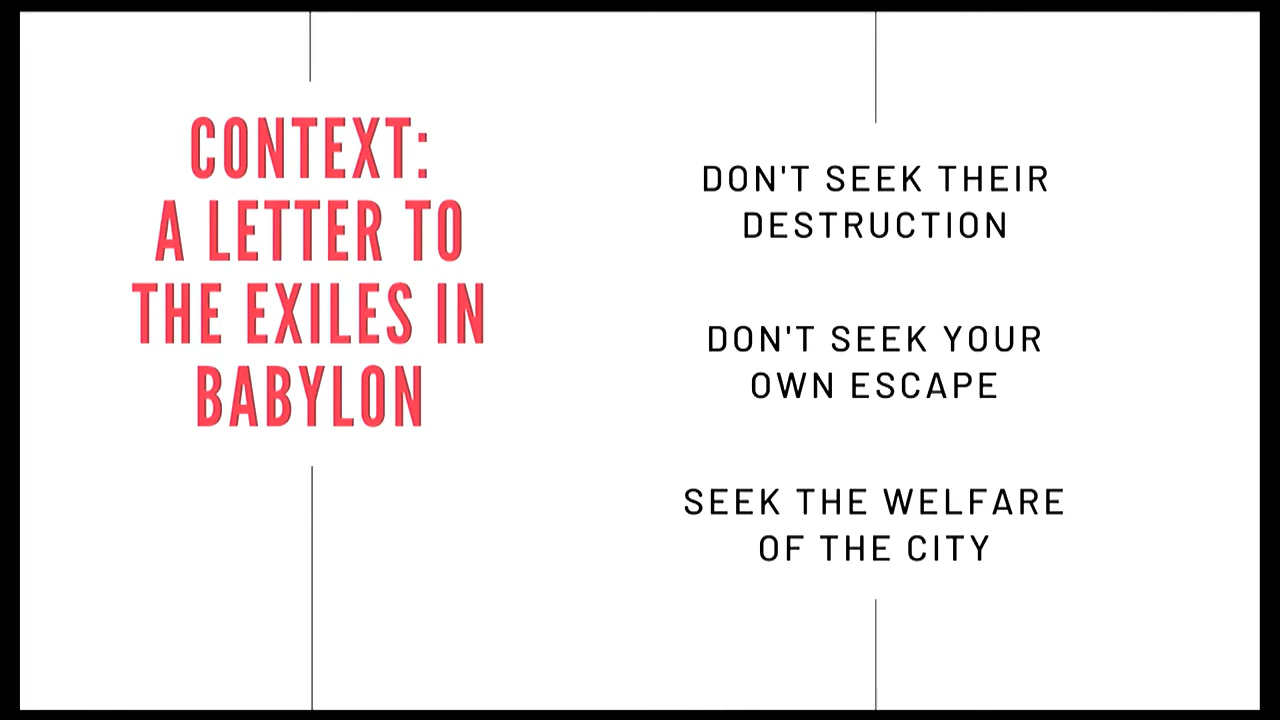 CONTEXT:
A LETTER TO
THE EXILES IN
BABYLON
DON'T SEEK THEIR
DESTRUCTION
DON'T SEEK YOUR
OWN ESCAPE
SEEK THE WELFARE
OF THE CITY